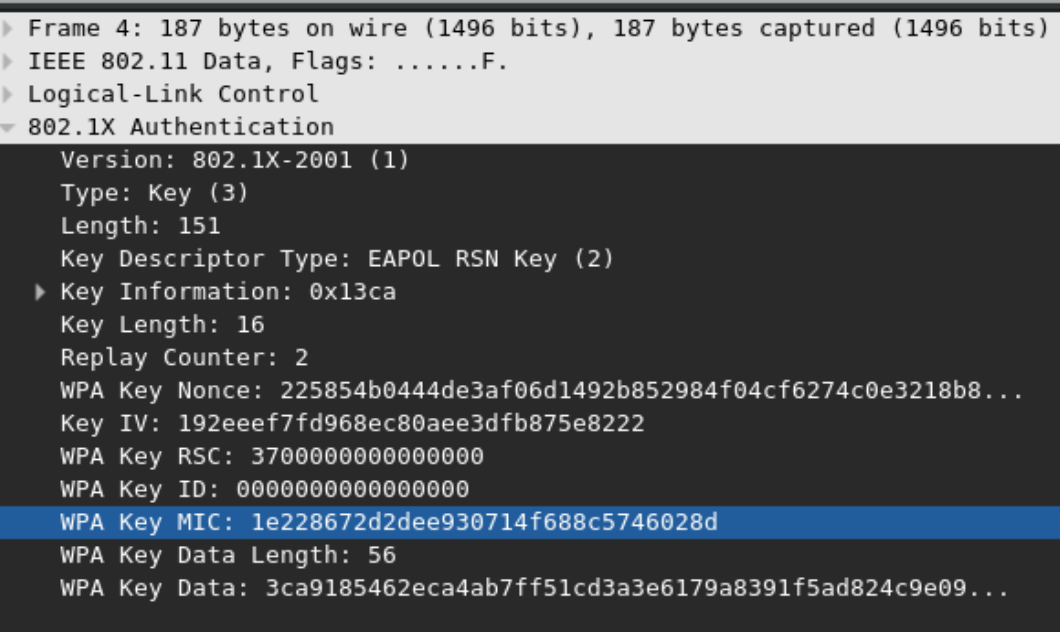 Frame 4: 187 bytes on wire (1496 bits), 187 bytes captured (1496 bits)
IEEE 802.11 Data, Flags: ......F.
Logical-Link Control
802.1X Authentication
Version: 802.1X-2001 (1)
Type: Key (3)
Length: 151
Key Descriptor Type: EAPOL RSN Key (2)
Key Information: 0x13ca
Key Length: 16
Replay Counter: 2
WPA Key Nonce: 225854b0444de3af06d1492b852984f04cf6274c0e3218b8...
Key IV: 192eeef7fd968ec80aee3dfb875e8222
WPA Key RSC: 3700000000000000
WPA Key ID: 0000000000000000
WPA Key MIC: 1e228672d2dee930714f688c5746028d
WPA Key Data Length: 56
WPA Key Data: 3ca9185462eca4ab7ff51cd3a3e6179a8391f5ad824c9e09...